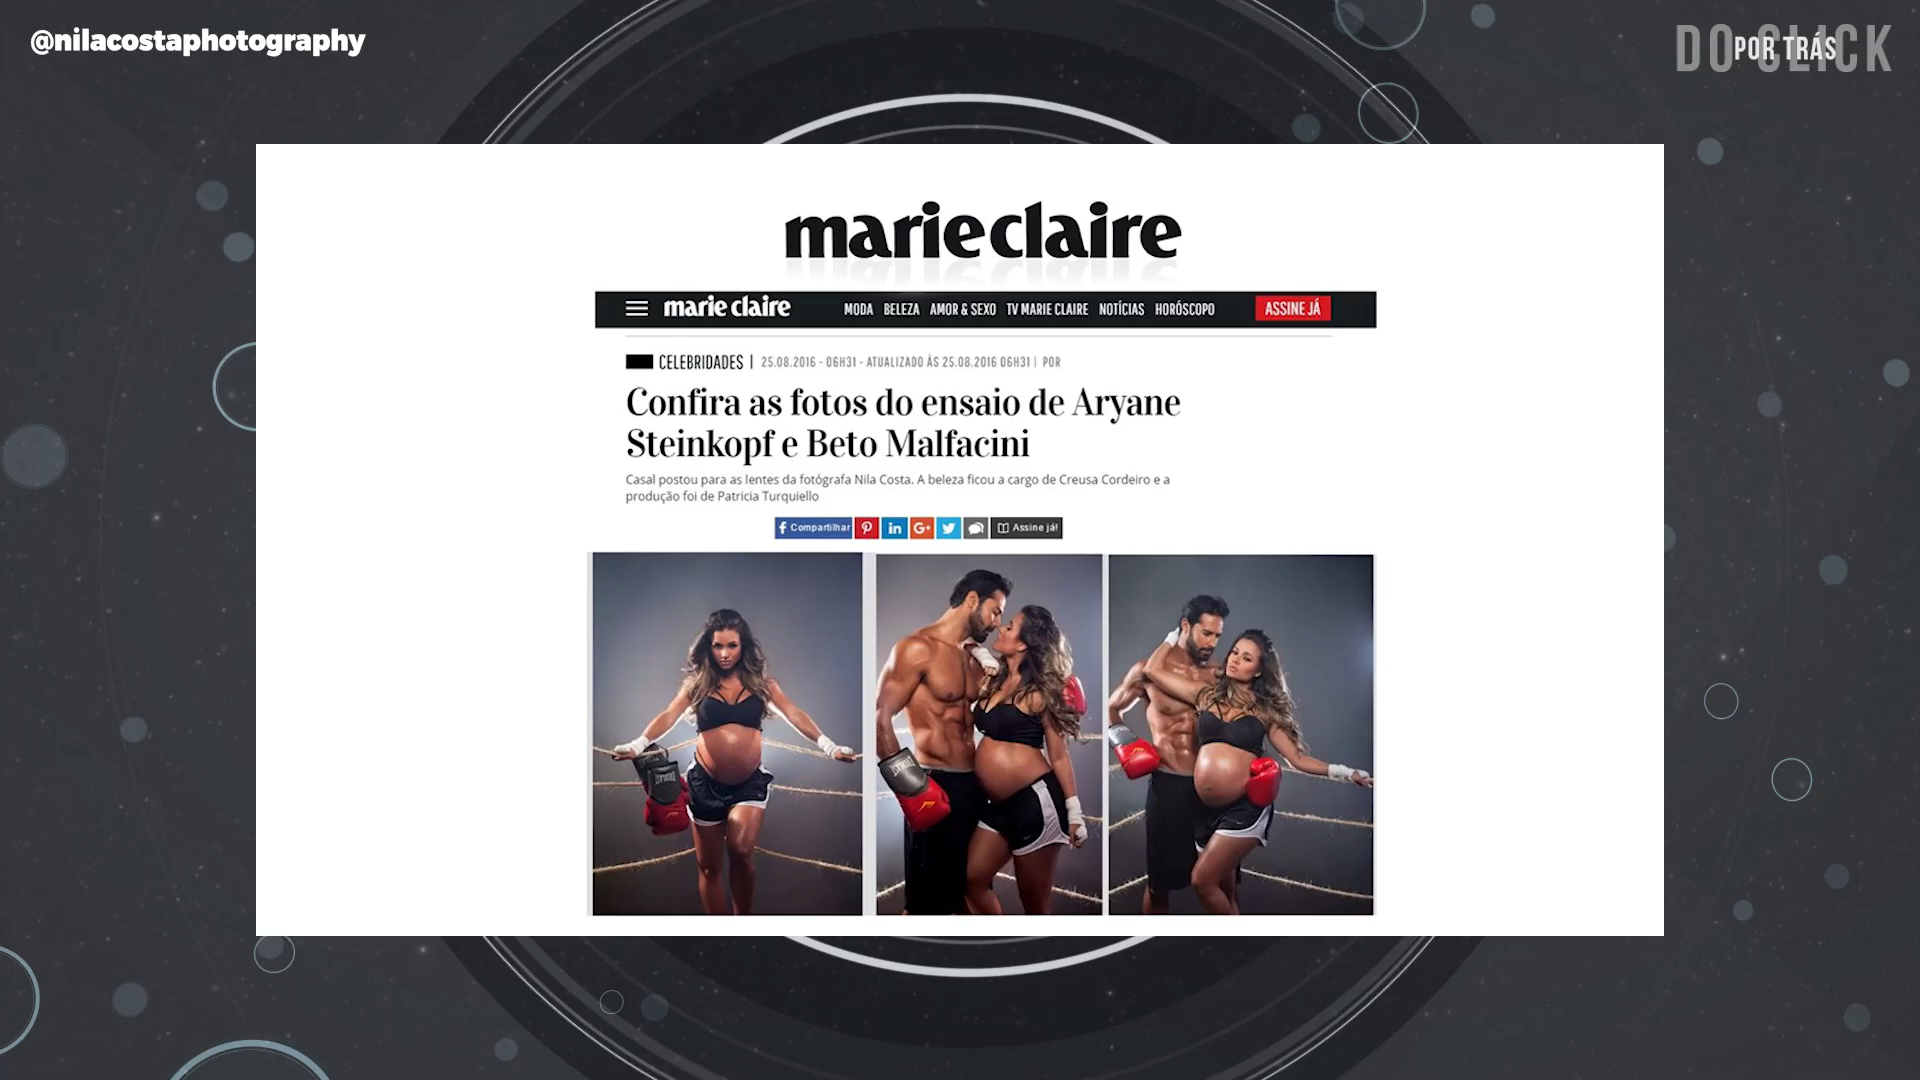 @nilacostaphotography
DO CLICK
POR TRÁS
marie claire
marie claire
MODA BELEZA AMOR & SEXO TV MARIE CLAIRE NOTÍCIAS HORÓSCOPO
ASSINE JÁ
CELEBRIDADES | 25.08.2016 - 06H31 - ATUALIZADO ÀS 25.08.2016 06H31 | POR
Confira as fotos do ensaio de Aryane
Steinkopf e Beto Malfacini
Casal postou para as lentes da fotógrafa Nila Costa. A beleza ficou a cargo de Creusa Cordeiro e a
produção foi de Patricia Turquiello
f Compartilhar
in
G+
Assine já!